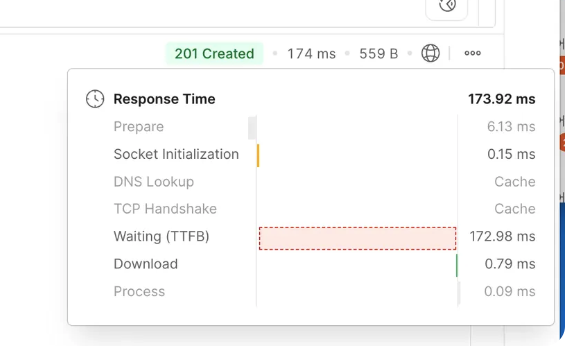 201 Created • 174 ms • 559 B
Response Time 173.92 ms
Prepare 6.13 ms
Socket Initialization 0.15 ms
DNS Lookup Cache
TCP Handshake Cache
Waiting (TTFB) 172.98 ms
Download 0.79 ms
Process 0.09 ms